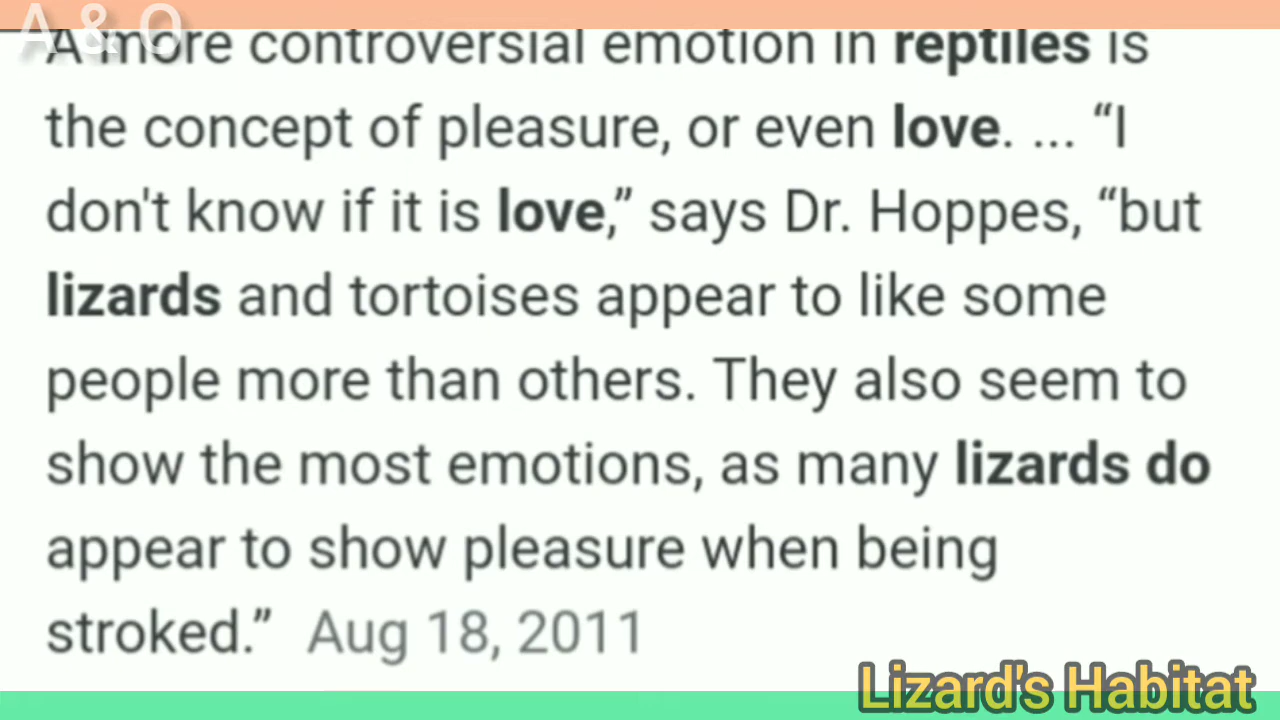 A & O
A more controversial emotion in reptiles is
the concept of pleasure, or even love. ... “I
don't know if it is love,” says Dr. Hoppes, “but
lizards and tortoises appear to like some
people more than others. They also seem to
show the most emotions, as many lizards do
appear to show pleasure when being
stroked.” Aug 18, 2011
Lizard's Habitat